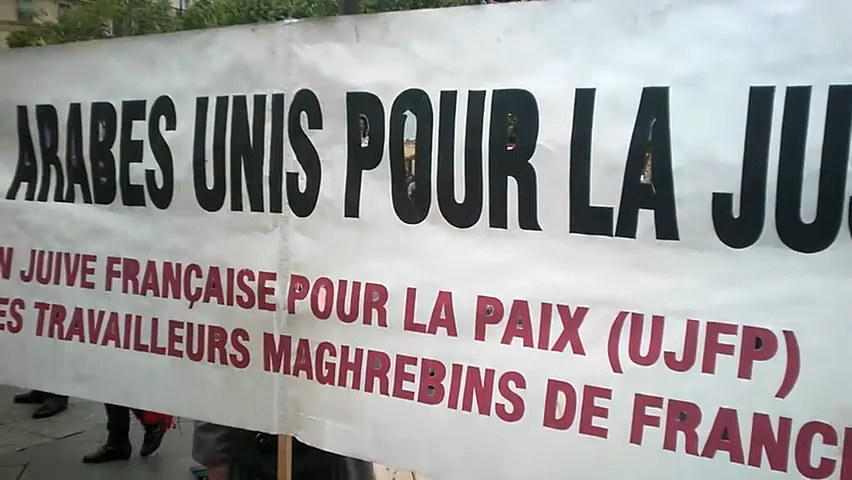 ARABES UNIS POUR LA JU
N JUIVE FRANÇAISE POUR LA PAIX (UJFP)
ES TRAVAILLEURS MAGHREBINS DE FRANC